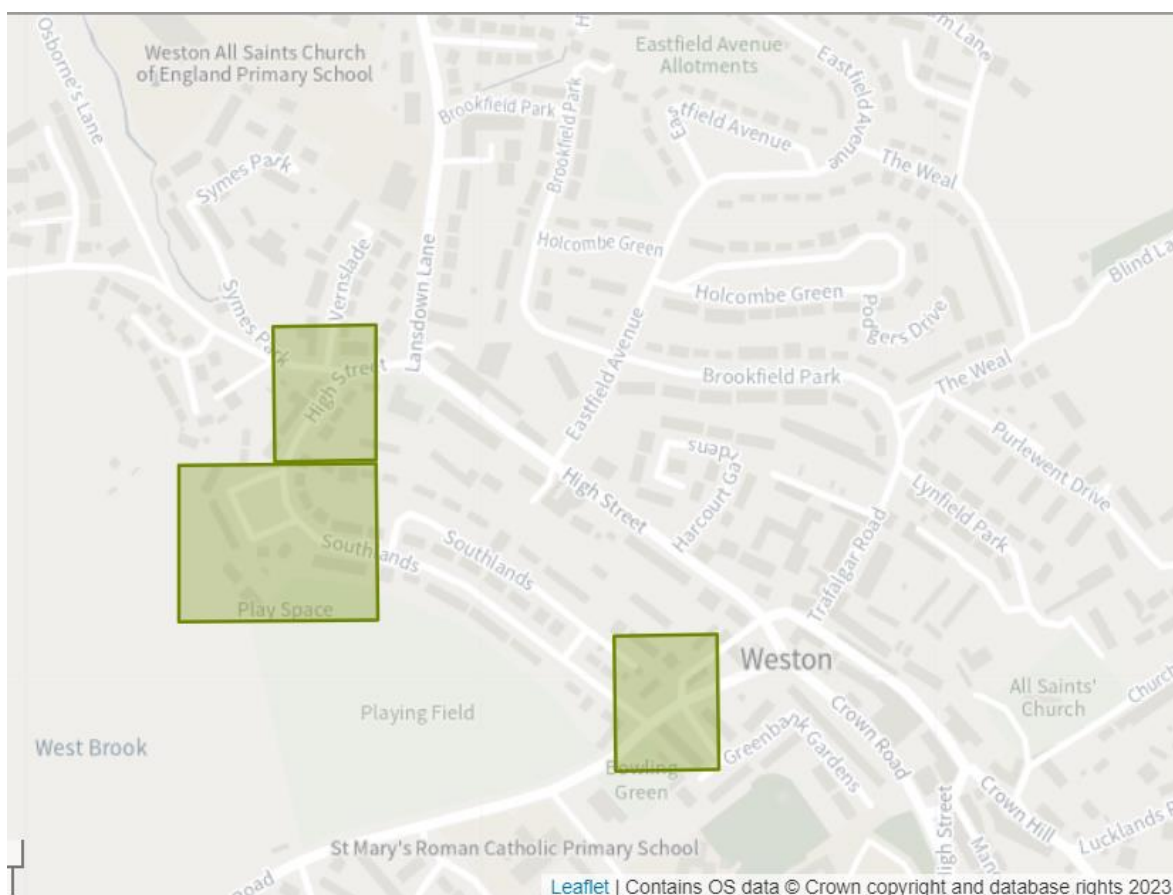 Osborne's Lane
Weston All Saints Church
of England Primary School
Eastfield Avenue
Allotments
Eastfield Avenue
Brookfield Park
Brookfield Park
Eastfield Avenue
The Weal
Symes Park
Holcombe Green
Blind La
Vernslade
Lansdown Lane
Holcombe Green
Podgers Drive
Symes Park
Eastfield Avenue
High Street
Brookfield Park
The Weal
Purlewent Drive
Harcourt Gardens
High Street
Lynfield Park
Southlands
Southlands
Trafalgar Road
Play Space
Weston
All Saints'
Church
Church
Playing Field
Crown Road
West Brook
Greenbank Gardens
Bowling
Green
Crown Hill
High Street
Lucklands R
St Mary's Roman Catholic Primary School
Road
Leaflet | Contains OS data © Crown copyright and database rights 2023